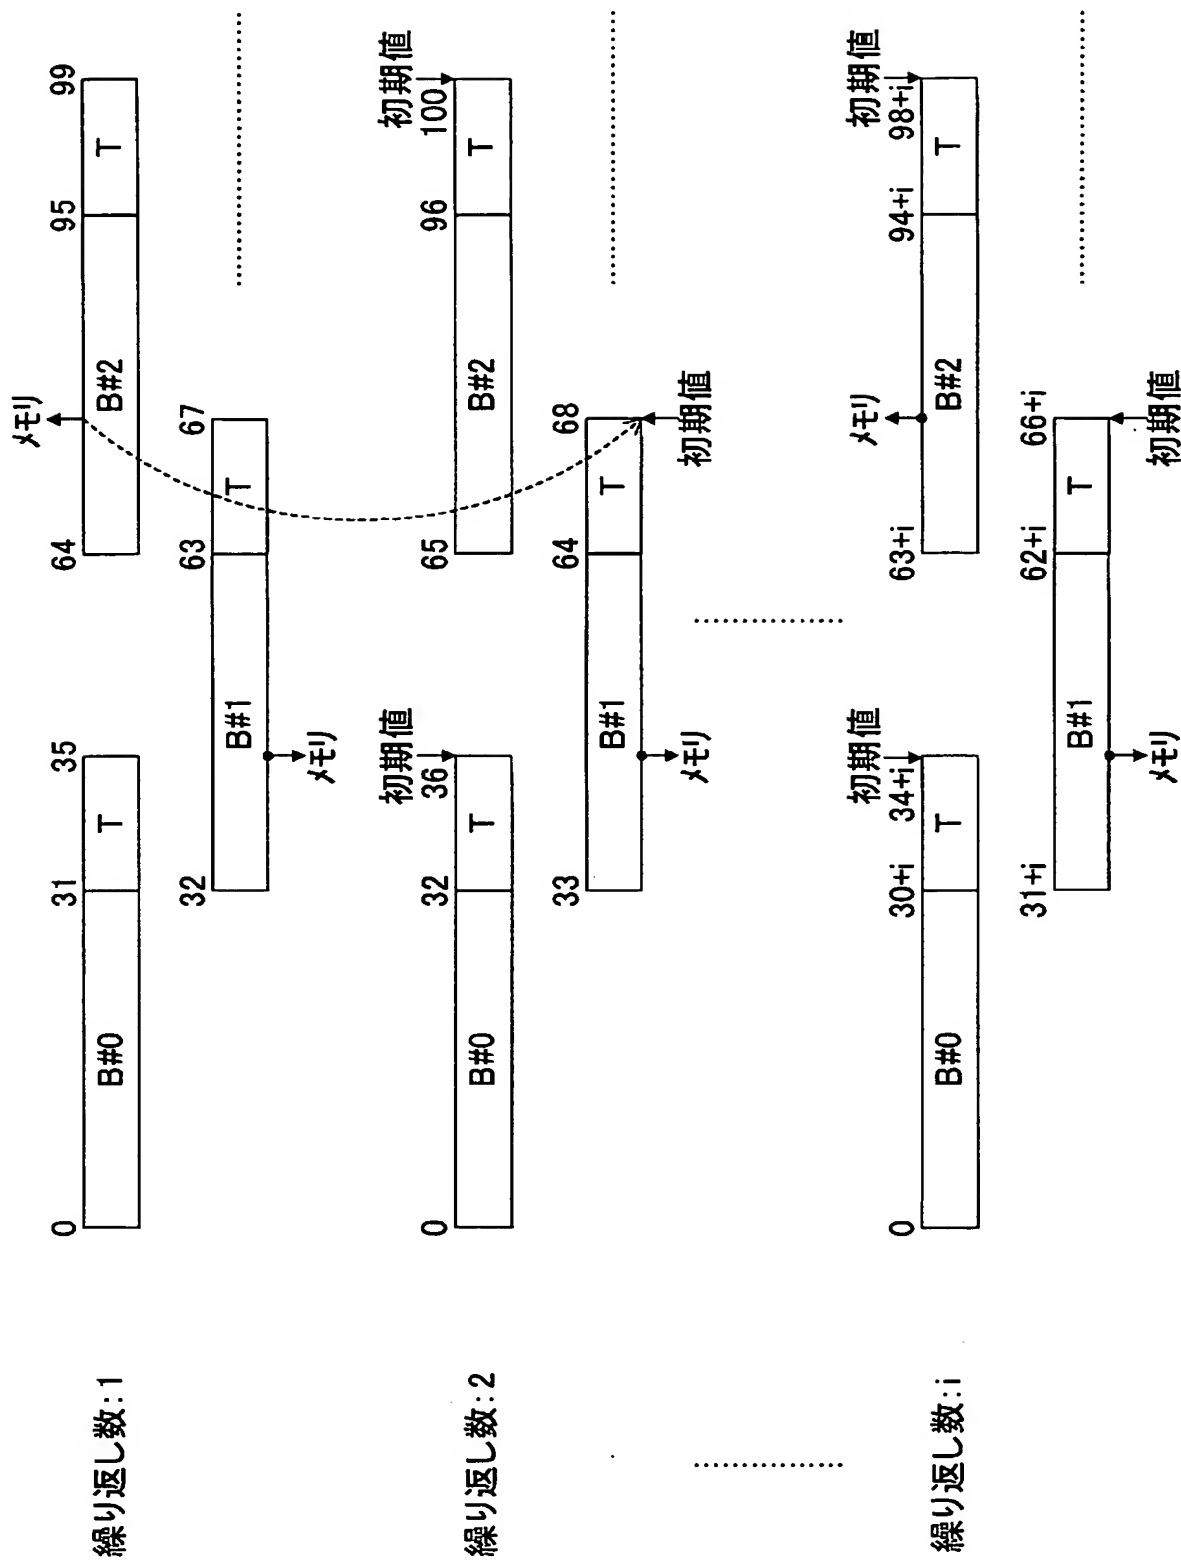 繰り返し数:1
メモリ
0 31 35 64 95 99
B#0 T B#2 T
32 63 67
B#1 T
メモリ
繰り返し数:2
初期値 初期値
0 32 36 65 96 100
B#0 T B#2 T
33 64 68
B#1 T
メモリ 初期値
繰り返し数:i
初期値 メモリ 初期値
0 30+i 34+i 63+i 94+i 98+i
B#0 T B#2 T
31+i 62+i 66+i
B#1 T
メモリ 初期値